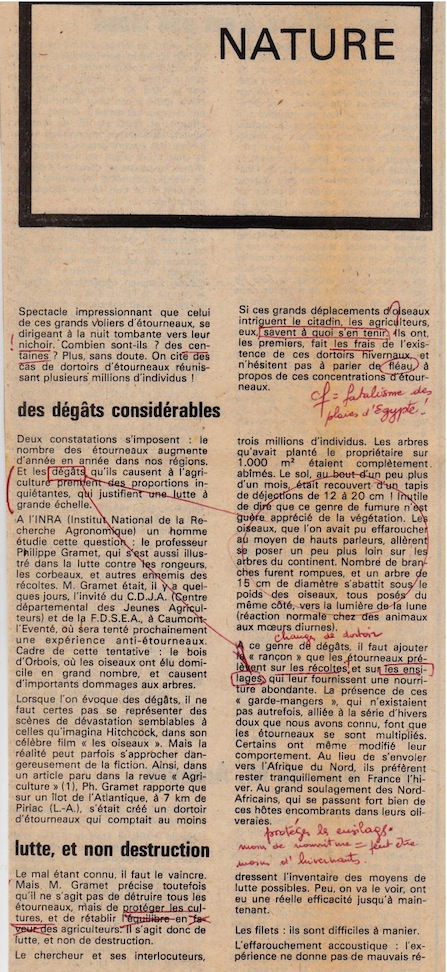 NATURE
Spectacle impressionnant que celui
de ces grands voliers d'étourneaux, se
dirigeant à la nuit tombante vers leur
nichoir. Combien sont-ils ? des cen-
taines ? Plus, sans doute. On cite des
cas de dortoirs d'étourneaux réunis-
sant plusieurs millions d'individus !
Si ces grands déplacements d'oiseaux
intriguent le citadin, les agriculteurs,
eux, savent à quoi s'en tenir. Ils ont,
les premiers, fait les frais de l'exis-
tence de ces dortoirs hivernaux, et
n'hésitent pas à parler de fléau, à
propos de ces concentrations d'étour-
neaux.
cf = fatalisme des
plaies d'Egypte.
des dégâts considérables
Deux constatations s'imposent : le
nombre des étourneaux augmente
d'année en année dans nos régions.
Et les dégâts qu'ils causent à l'agri-
culture prennent des proportions in-
quiétantes, qui justifient une lutte à
grande échelle.
A l'INRA (Institut National de la Re-
cherche Agronomique) un homme
étudie cette question : le professeur
Philippe Gramet, qui s'est aussi illus-
tré dans la lutte contre les rongeurs,
les corbeaux, et autres ennemis des
récoltes. M. Gramet était, il y a quel-
ques jours, l'invité du C.D.J.A. (Centre
départemental des Jeunes Agricul-
teurs) et de la F.D.S.E.A., à Caumont-
l'Eventé, où sera tenté prochainement
une expérience anti-étourneaux.
Cadre de cette tentative : le bois
d'Orbois, où les oiseaux ont élu domi-
cile en grand nombre, et causent
d'importants dommages aux arbres.
Lorsque l'on évoque des dégâts, il ne
faut certes pas se représenter des
scènes de dévastation semblables à
celles qu'imagina Hitchcock, dans son
célèbre film « les oiseaux ». Mais la
réalité peut parfois s'approcher dan-
gereusement de la fiction. Ainsi, dans
un article paru dans la revue « Agri-
culture » (1), Ph. Gramet rapporte que
sur un îlot de l'Atlantique, à 7 km de
Piriac (L.-A.), s'était créé un dortoir
d'étourneaux qui comptait au moins
trois millions d'individus. Les arbres
qu'avait planté le propriétaire sur
1.000 m² étaient complètement
abîmés. Le sol, au bout d'un peu plus
d'un mois, était recouvert d'un tapis
de déjections de 12 à 20 cm ! Inutile
de dire que ce genre de fumure n'est
guère apprécié de la végétation. Les
oiseaux, que l'on avait pu effaroucher
au moyen de hauts parleurs, allèrent
se poser un peu plus loin sur les
arbres du continent. Nombre de bran-
ches furent rompues, et un arbre de
15 cm de diamètre s'abattit sous le
poids des oiseaux, tous posés du
même côté, vers la lumière de la lune
(réaction normale chez des animaux
aux mœurs diurnes).
changer de dortoir
A ce genre de dégâts, il faut ajouter
la « rançon » que les étourneaux pré-
lèvent sur les récoltes et sur les ensi-
lages, qui leur fournissent une nourri-
ture abondante. La présence de ces
« garde-mangers », qui n'existaient
pas autrefois, alliée à la série d'hivers
doux que nous avons connu, font que
les étourneaux se sont multipliés.
Certains ont même modifié leur
comportement. Au lieu de s'envoler
vers l'Afrique du Nord, ils préfèrent
rester tranquillement en France l'hi-
ver. Au grand soulagement des Nord-
Africains, qui se passent fort bien de
ces hôtes encombrants dans leurs oli-
veraies.
protéger les ensilages
moins de nourriture = peut être
moins d'hivernants.
lutte, et non destruction
Le mal étant connu, il faut le vaincre.
Mais M. Gramet précise toutefois
qu'il ne s'agit pas de détruire tous les
étourneaux, mais de protéger les cul-
tures, et de rétablir l'équilibre en fa-
veur des agriculteurs. Il s'agit donc de
lutte, et non de destruction.
Le chercheur et ses interlocuteurs,
dressent l'inventaire des moyens de
lutte possibles. Peu, on va le voir, ont
eu une réelle efficacité jusqu'à main-
tenant.
Les filets : ils sont difficiles à manier.
L'effarouchement accoustique : l'ex-
périence ne donne pas de mauvais ré-